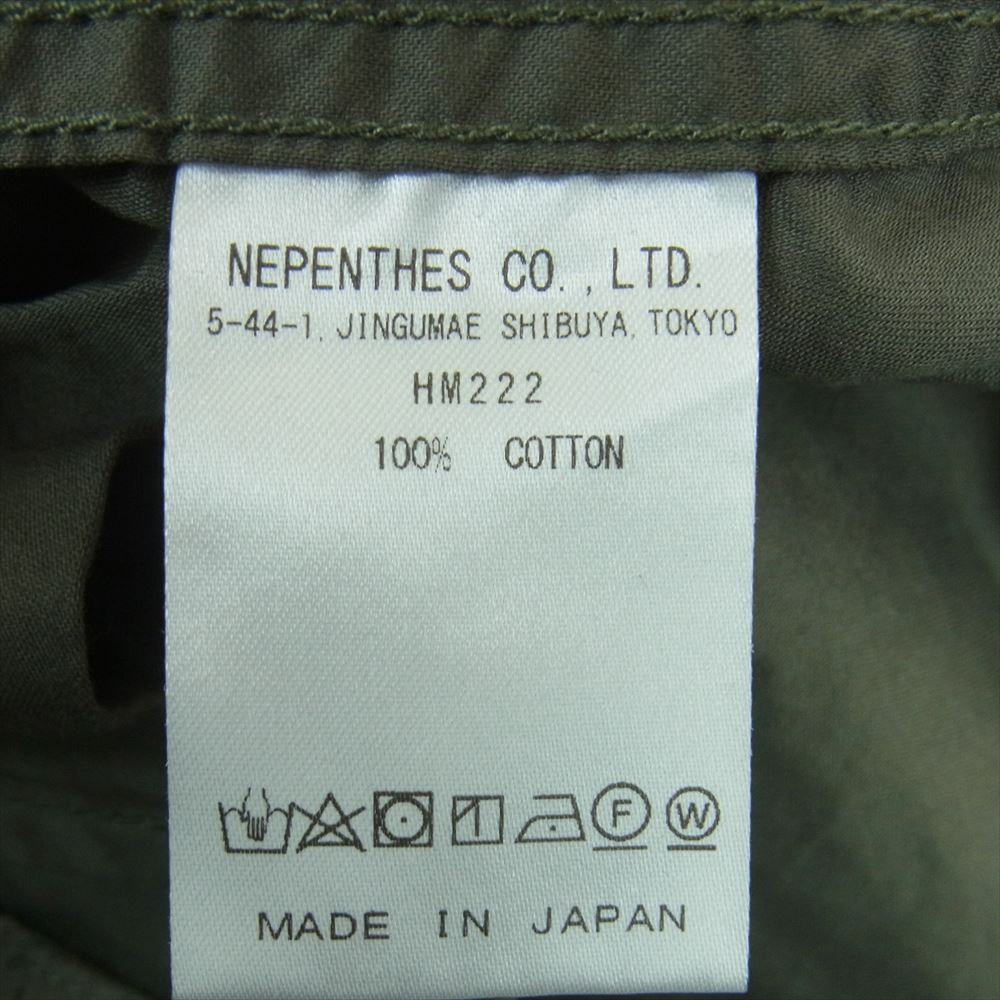 NEPENTHES CO.,LTD.
5-44-1, JINGUMAE SHIBUYA, TOKYO
HM222
100% COTTON
F W
MADE IN JAPAN